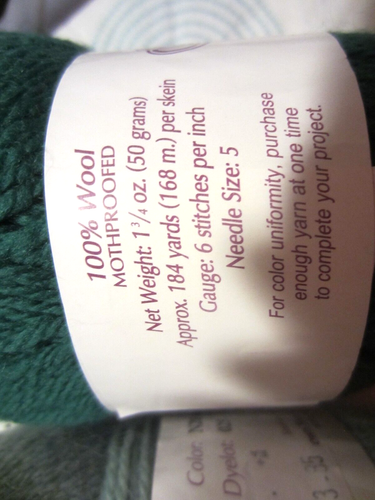 100% Wool
MOTHPROOFED
Net Weight: 1 3/4 oz. (50 grams)
Approx. 184 yards (168 m.) per skein
Gauge: 6 stitches per inch
Needle Size: 5
For color uniformity, purchase
enough yarn at one time
to complete your project.
Color:
Dyelot